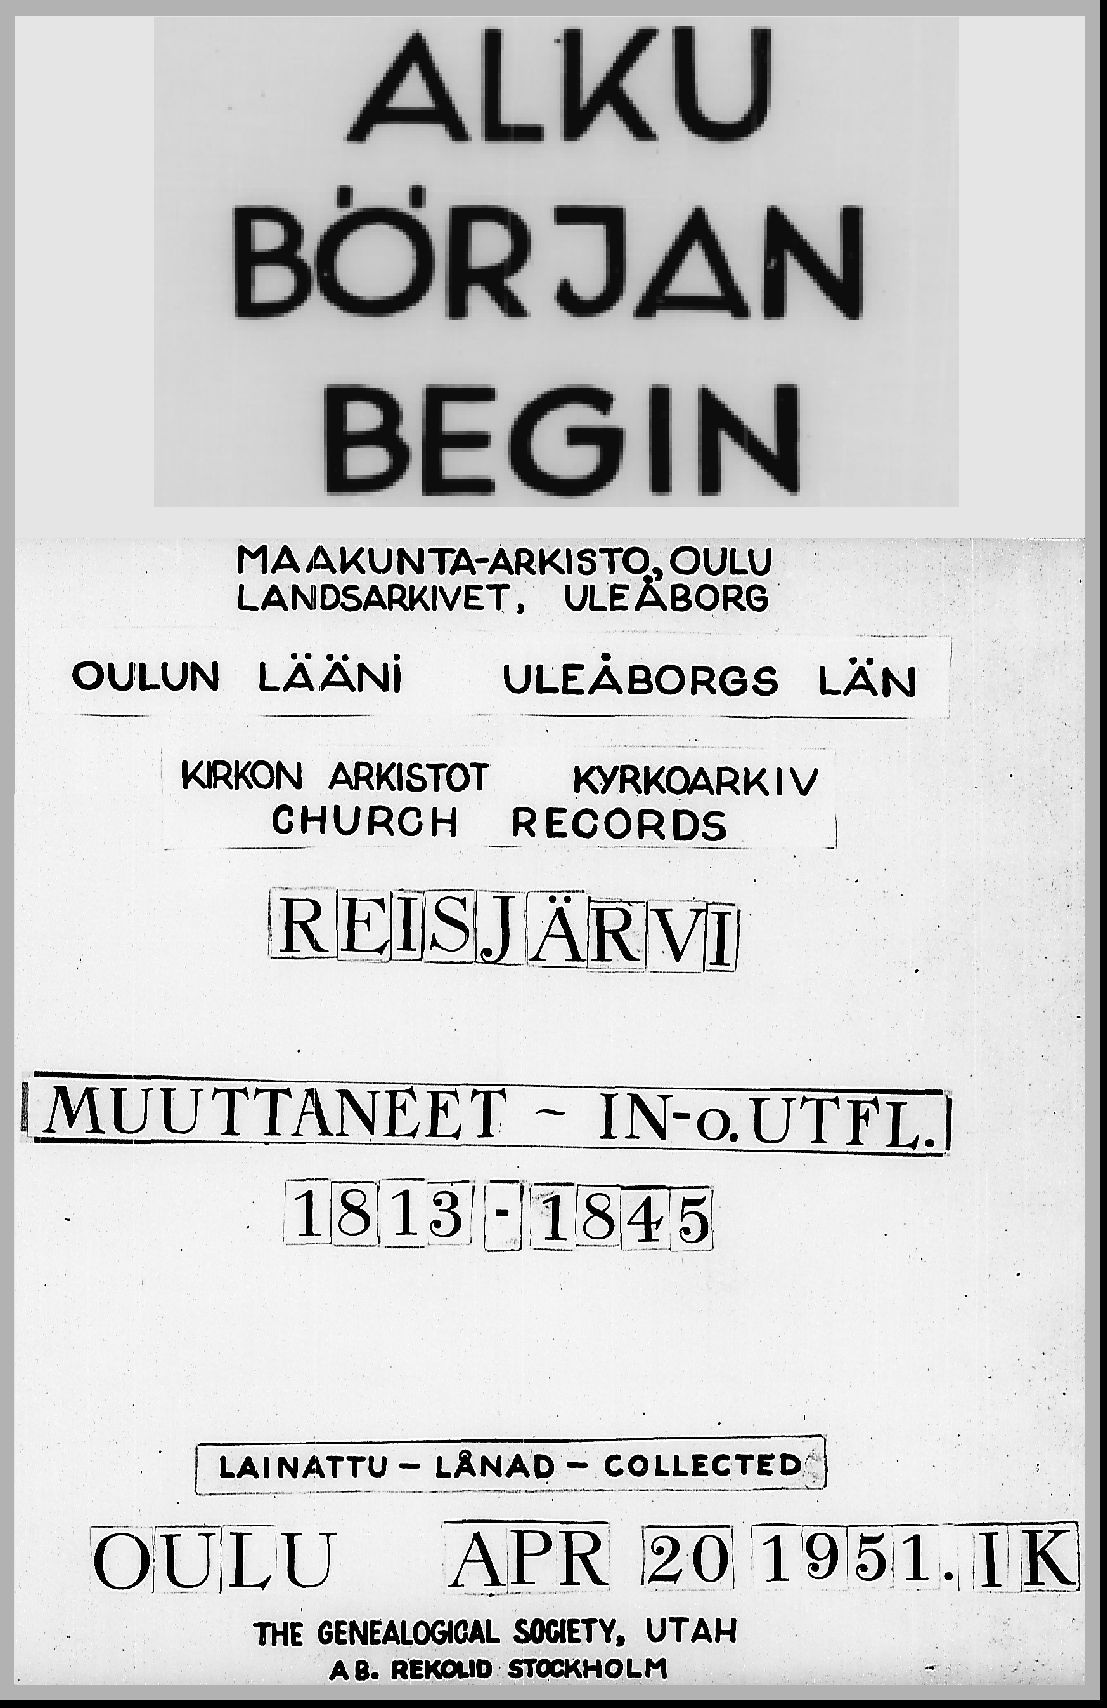 ALKU
BÖRJAN
BEGIN
MAAKUNTA-ARKISTO, OULU
LANDSARKIVET, ULEÅBORG
OULUN LÄÄNI ULEÅBORGS LÄN
KIRKON ARKISTOT KYRKOARKIV
CHURCH RECORDS
REISJÄRVI
MUUTTANEET - IN-o.UTFL.
1813-1845
LAINATTU - LÅNAD - COLLECTED
OULU APR 20 1951. IK
THE GENEALOGICAL SOCIETY, UTAH
AB. REKOLID STOCKHOLM